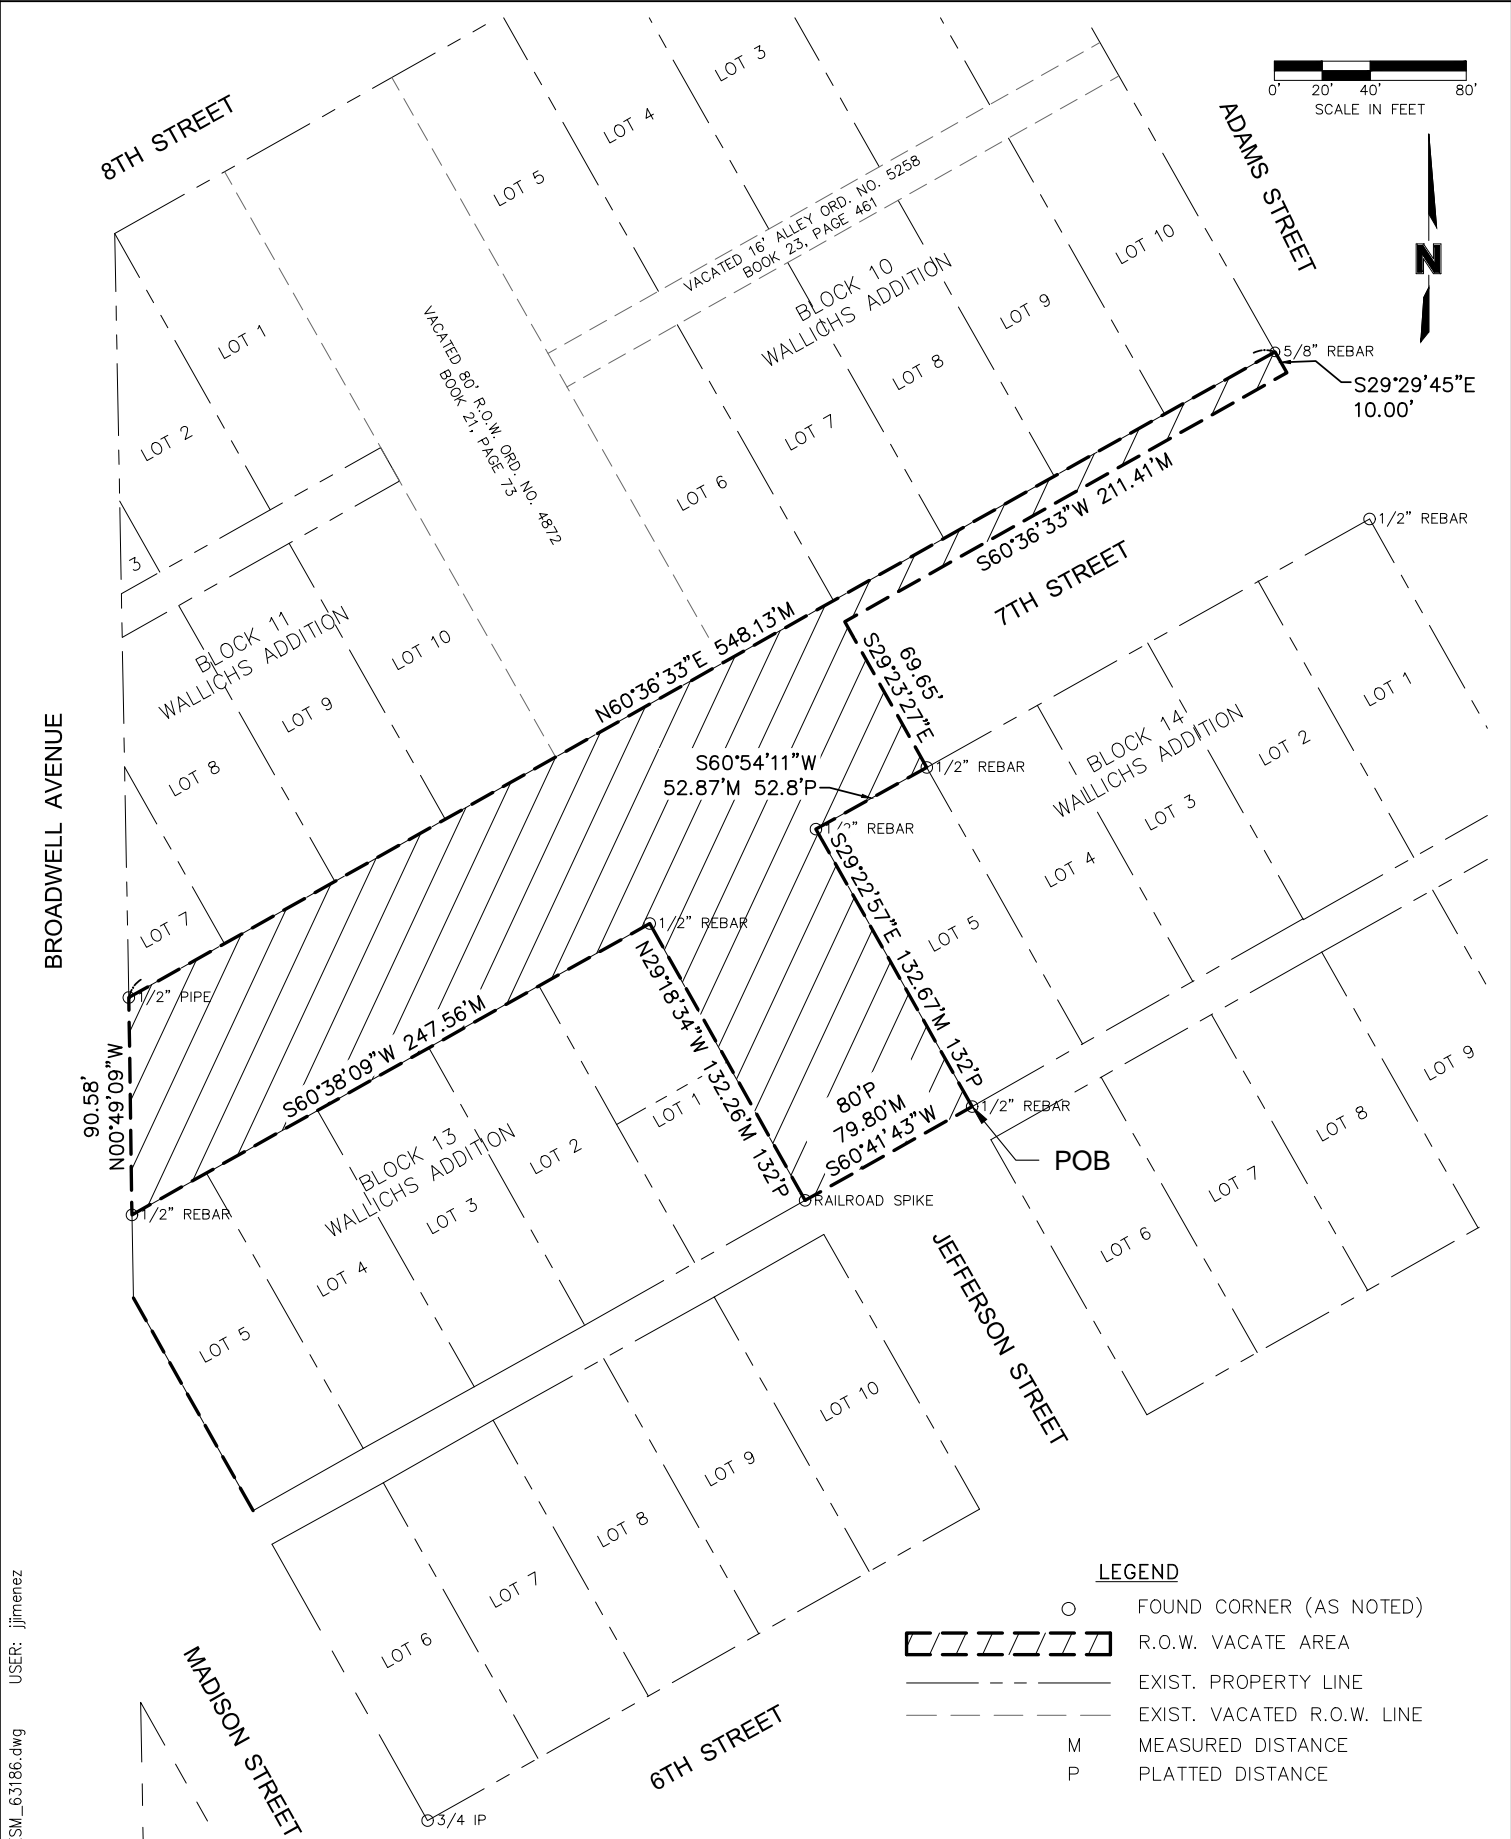 0' 20' 40' 80'
SCALE IN FEET
N
8TH STREET
ADAMS STREET
LOT 3
LOT 4
LOT 5
VACATED 16' ALLEY ORD. NO. 5258
BOOK 23, PAGE 461
BLOCK 10
WALLICHS ADDITION
LOT 10
LOT 9
LOT 8
LOT 7
LOT 6
LOT 1
LOT 2
3
VACATED 80' R.O.W. ORD. NO. 4872
BOOK 21, PAGE 73
5/8" REBAR
S29°29'45"E
10.00'
S60°36'33"W 211.41'M
1/2" REBAR
7TH STREET
N60°36'33"E 548.13'M
BLOCK 11
WALLICHS ADDITION
LOT 10
LOT 9
LOT 8
LOT 7
BROADWELL AVENUE
69.65'
S29°23'27"E
S60°54'11"W
52.87'M 52.8'P
1/2" REBAR
1/2" REBAR
BLOCK 14
WALLICHS ADDITION
LOT 1
LOT 2
LOT 3
LOT 4
LOT 5
S29°22'57"E 132.67'M 132'P
1/2" REBAR
N29°18'34"W 132.26'M 132'P
1/2" PIPE
90.58'
N00°49'09"W
S60°38'09"W 247.56'M
80'P
79.80'M
S60°41'43"W
1/2" REBAR
POB
RAILROAD SPIKE
1/2" REBAR
BLOCK 13
WALLICHS ADDITION
LOT 1
LOT 2
LOT 3
LOT 4
LOT 5
LOT 9
LOT 8
LOT 7
LOT 6
JEFFERSON STREET
LOT 10
LOT 9
LOT 8
LOT 7
LOT 6
MADISON STREET
6TH STREET
3/4 IP
LEGEND
FOUND CORNER (AS NOTED)
R.O.W. VACATE AREA
EXIST. PROPERTY LINE
EXIST. VACATED R.O.W. LINE
M MEASURED DISTANCE
P PLATTED DISTANCE
SM_63186.dwg USER: jjimenez